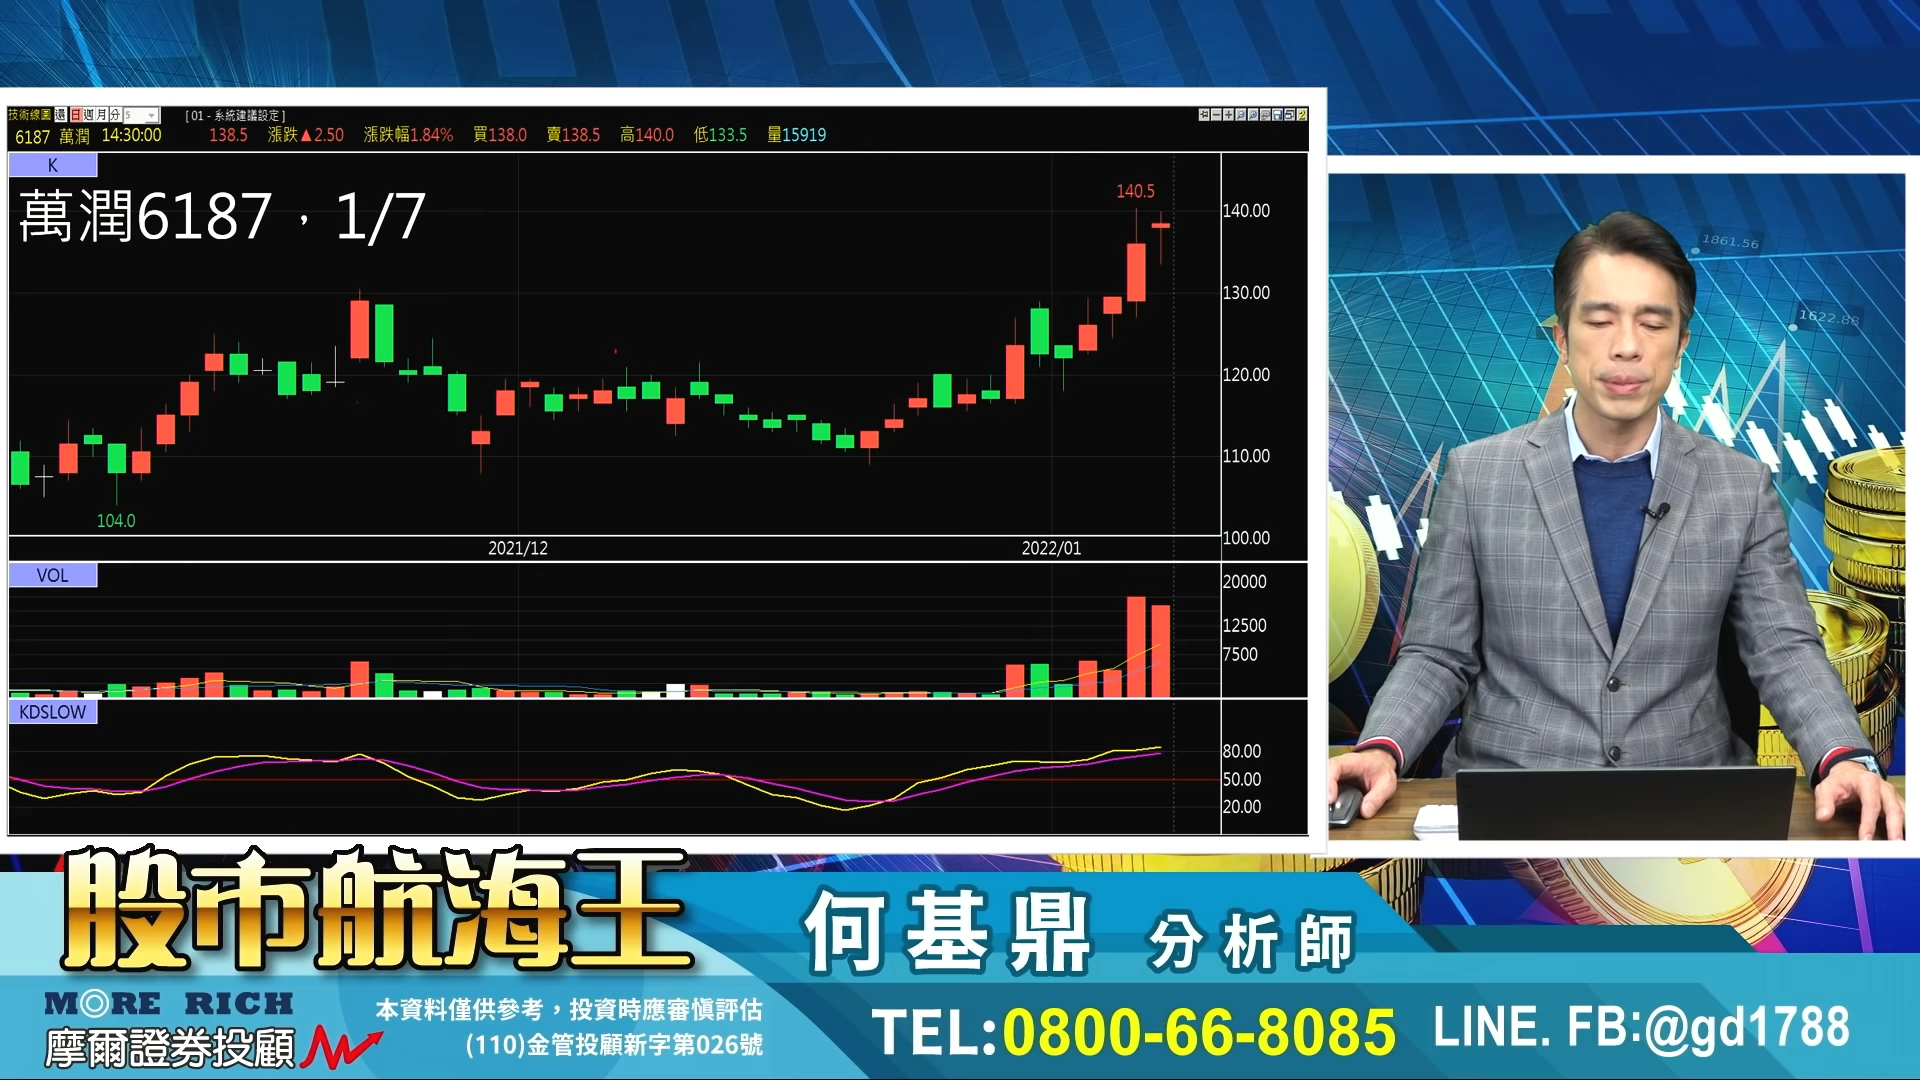 技術線圖 還 日 週 月 分 5 [ 01 - 系統建議設定 ]
6187 萬潤 14:30:00 138.5 漲跌▲2.50 漲跌幅1.84% 買138.0 賣138.5 高140.0 低133.5 量15919
K
萬潤6187，1/7
140.5
1861.56
140.00
130.00
1622.88
120.00
110.00
104.0
100.00
2021/12 2022/01
VOL
20000
12500
7500
KDSLOW
80.00
50.00
20.00
股市航海王
何基鼎 分析師
MORE RICH
摩爾證券投顧
本資料僅供參考，投資時應審慎評估
(110)金管投顧新字第026號
TEL:0800-66-8085
LINE. FB:@gd1788